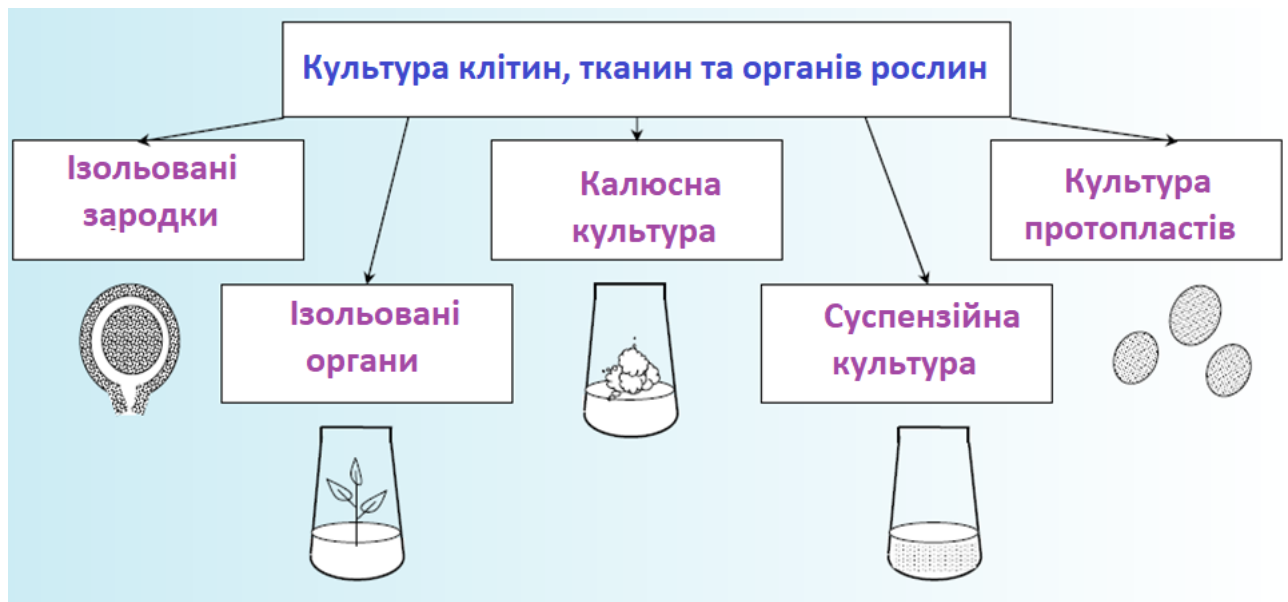 Культура клітин, тканин та органів рослин
Ізольовані
зародки
Калюсна
культура
Культура
протопластів
Ізольовані
органи
Суспензійна
культура